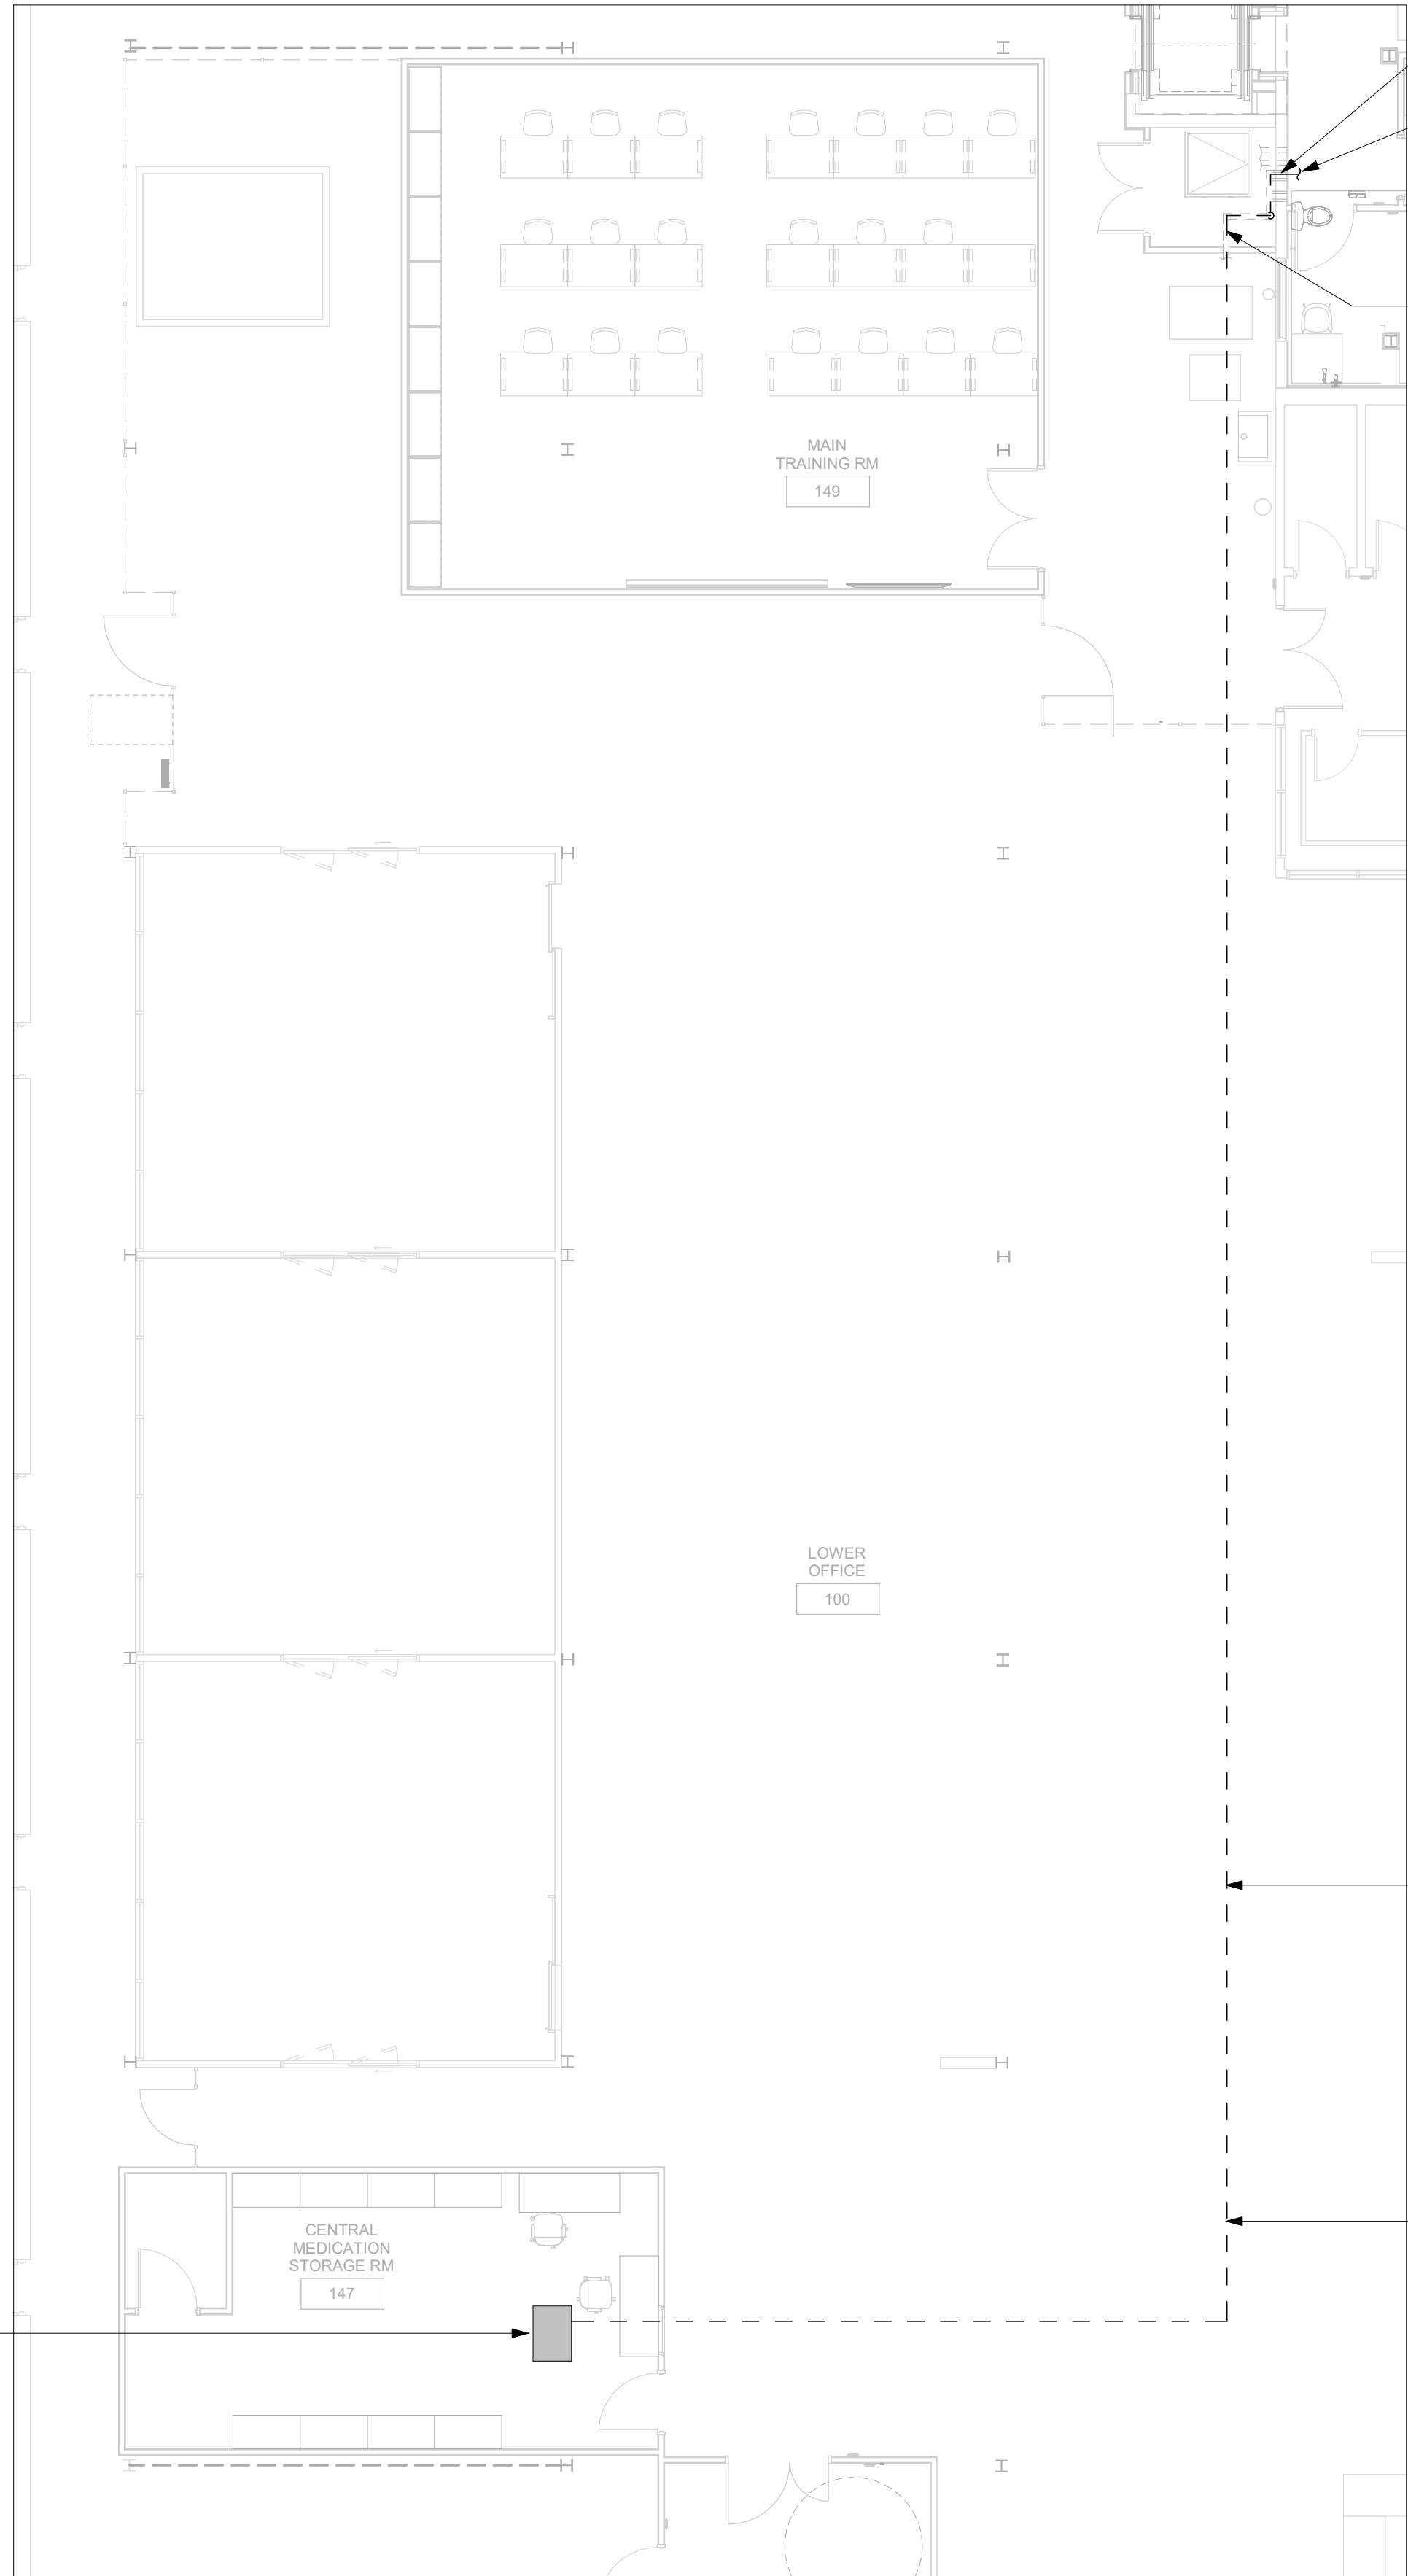 MAIN
TRAINING RM
149
LOWER
OFFICE
100
CENTRAL
MEDICATION
STORAGE RM
147